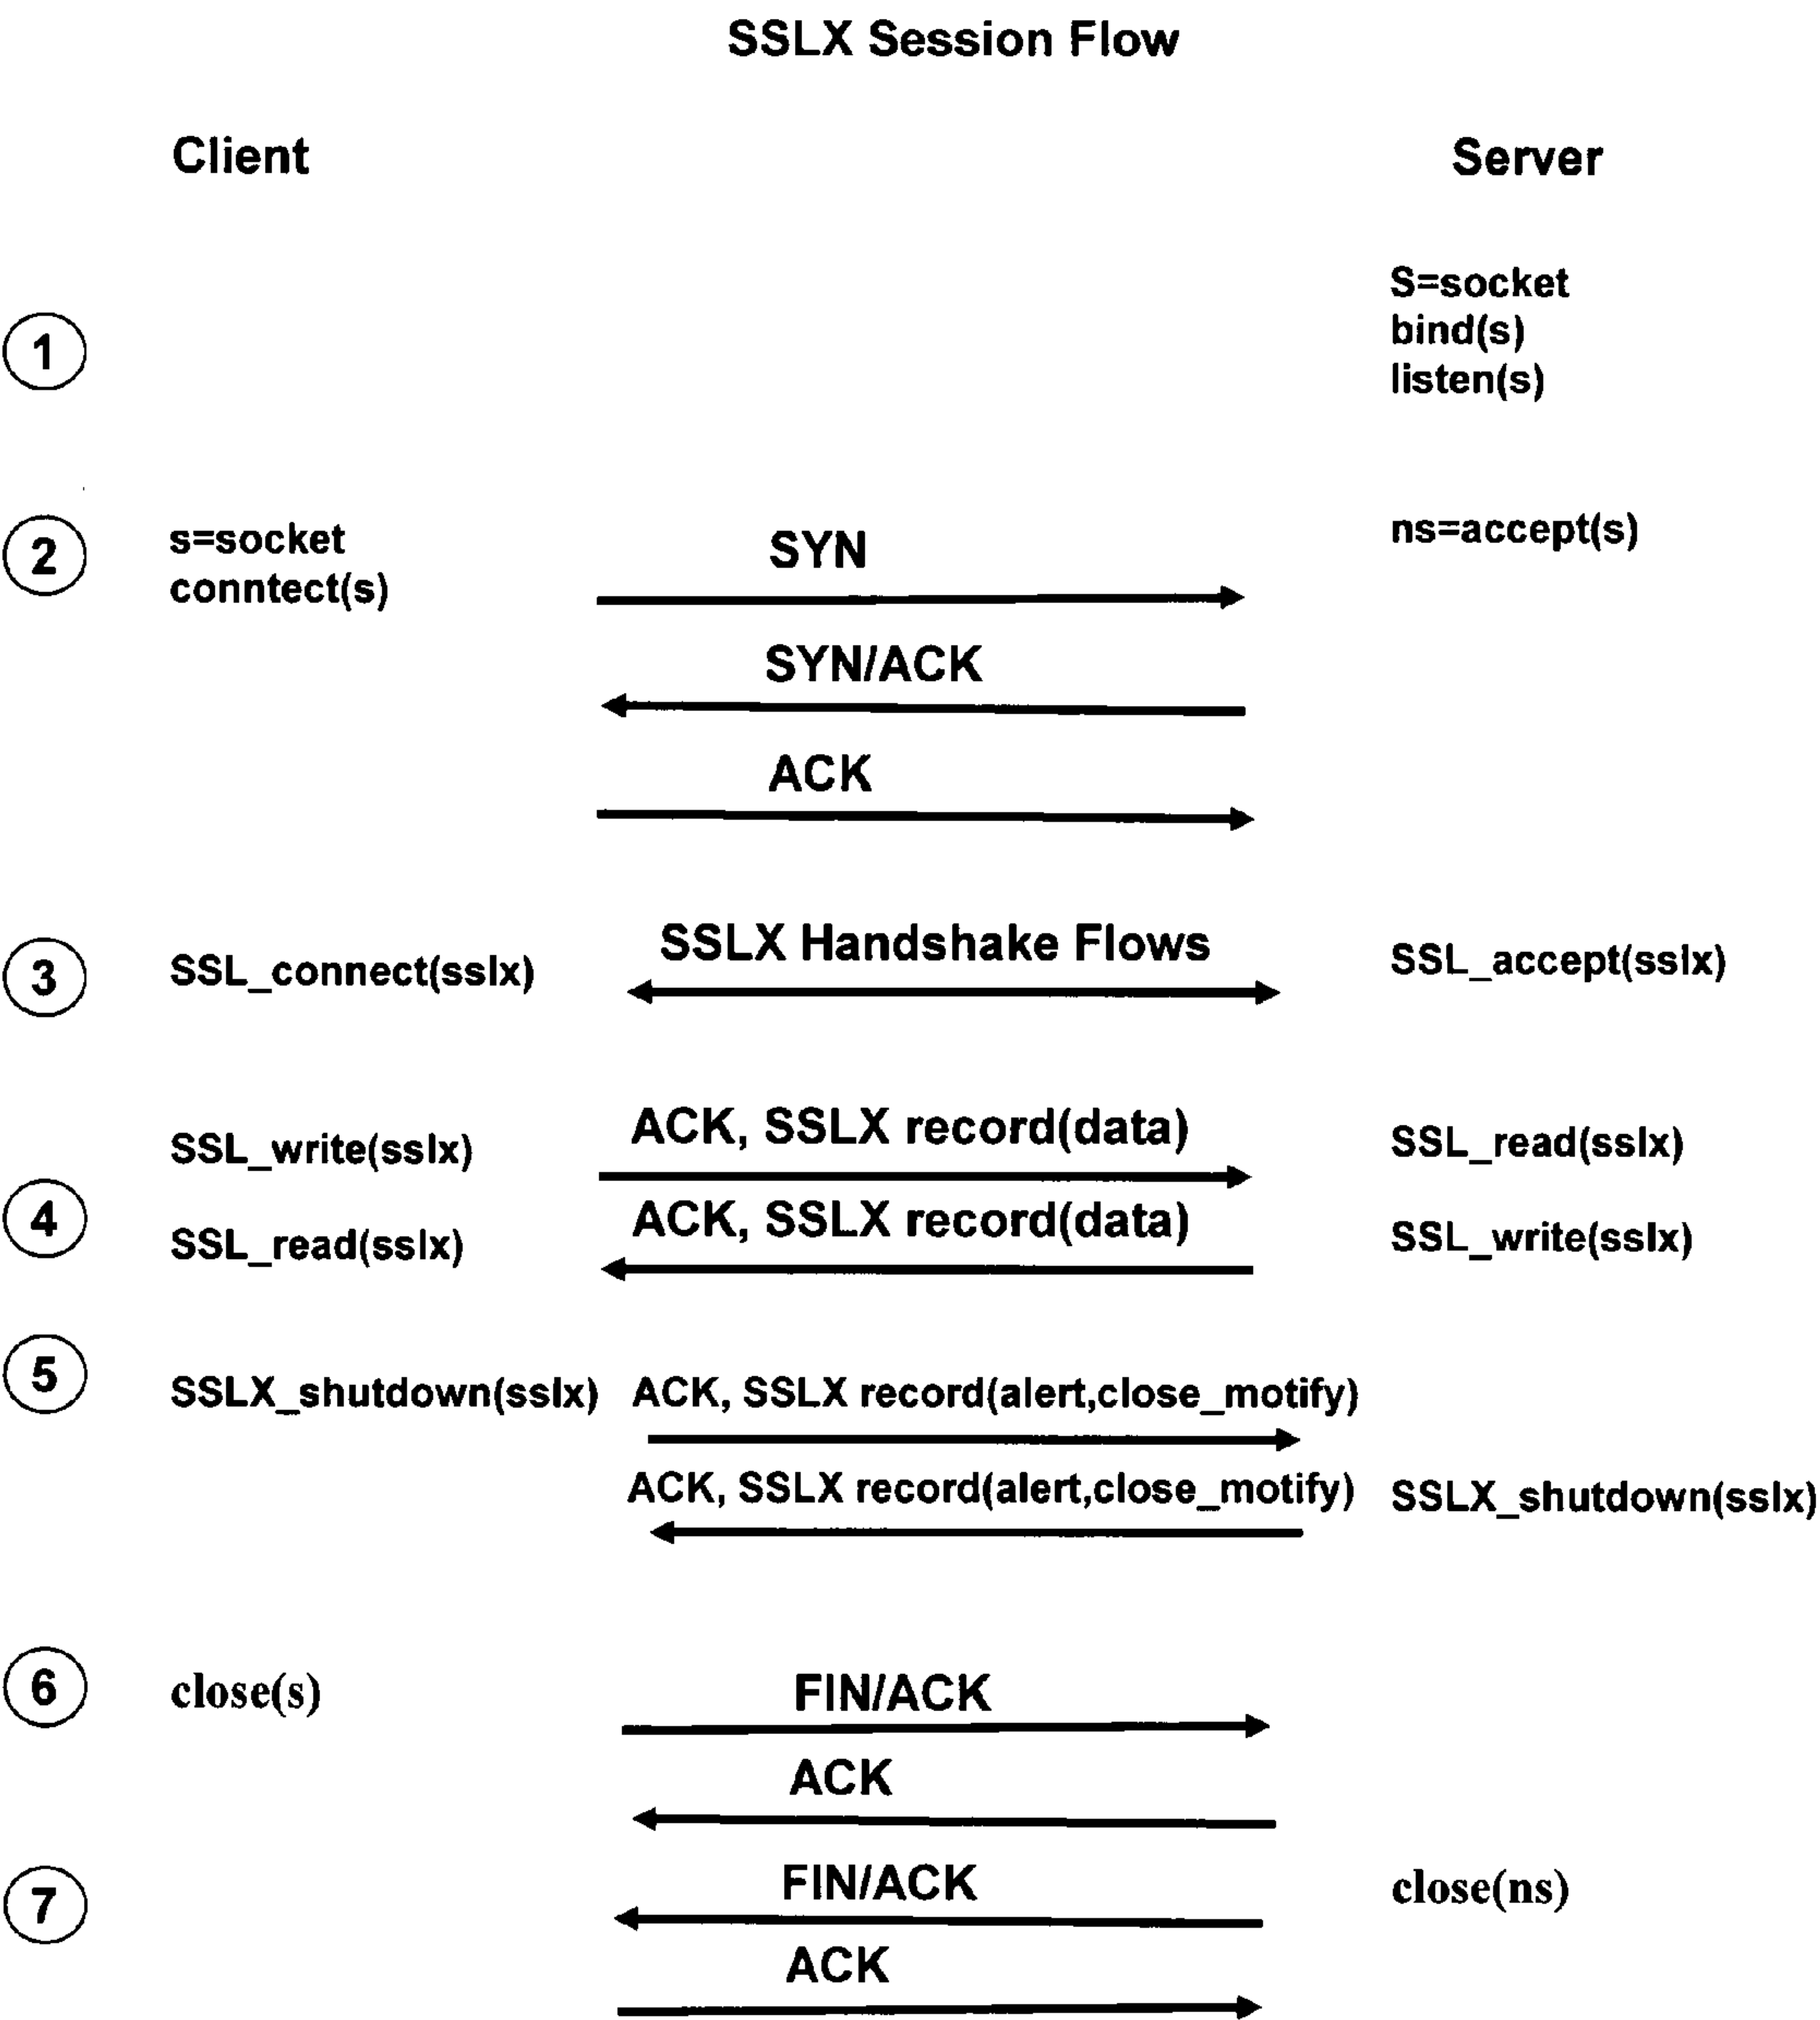 SSLX Session Flow
Client
Server
S=socket
bind(s)
listen(s)
1
2
s=socket
conntect(s)
SYN
ns=accept(s)
SYN/ACK
ACK
3
SSL_connect(sslx)
SSLX Handshake Flows
SSL_accept(sslx)
SSL_write(sslx)
ACK, SSLX record(data)
SSL_read(sslx)
4
SSL_read(sslx)
ACK, SSLX record(data)
SSL_write(sslx)
5
SSLX_shutdown(sslx)
ACK, SSLX record(alert,close_motify)
ACK, SSLX record(alert,close_motify)
SSLX_shutdown(sslx)
6
close(s)
FIN/ACK
ACK
7
FIN/ACK
close(ns)
ACK